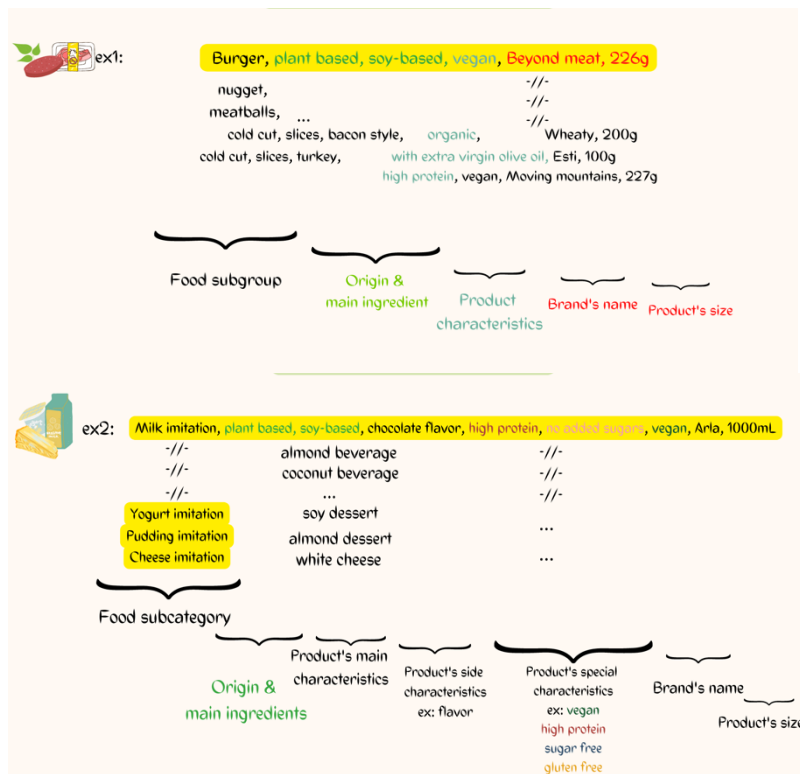 ex1: Burger, plant based, soy-based, vegan, Beyond meat, 226g
nugget, -//-
meatballs, ... -//-
-//-
cold cut, slices, bacon style, organic, Wheaty, 200g
cold cut, slices, turkey, with extra virgin olive oil, Esti, 100g
high protein, vegan, Moving mountains, 227g
Food subgroup
Origin &
main ingredient
Product
characteristics
Brand's name
Product's size
ex2: Milk imitation, plant based, soy-based, chocolate flavor, high protein, no added sugars, vegan, Arla, 1000mL
-//- almond beverage -//-
-//- coconut beverage -//-
-//- ... -//-
Yogurt imitation soy dessert ...
Pudding imitation almond dessert
Cheese imitation white cheese ...
Food subcategory
Origin &
main ingredients
Product's main
characteristics
Product's side
characteristics
ex: flavor
Product's special
characteristics
ex: vegan
high protein
sugar free
gluten free
Brand's name
Product's size